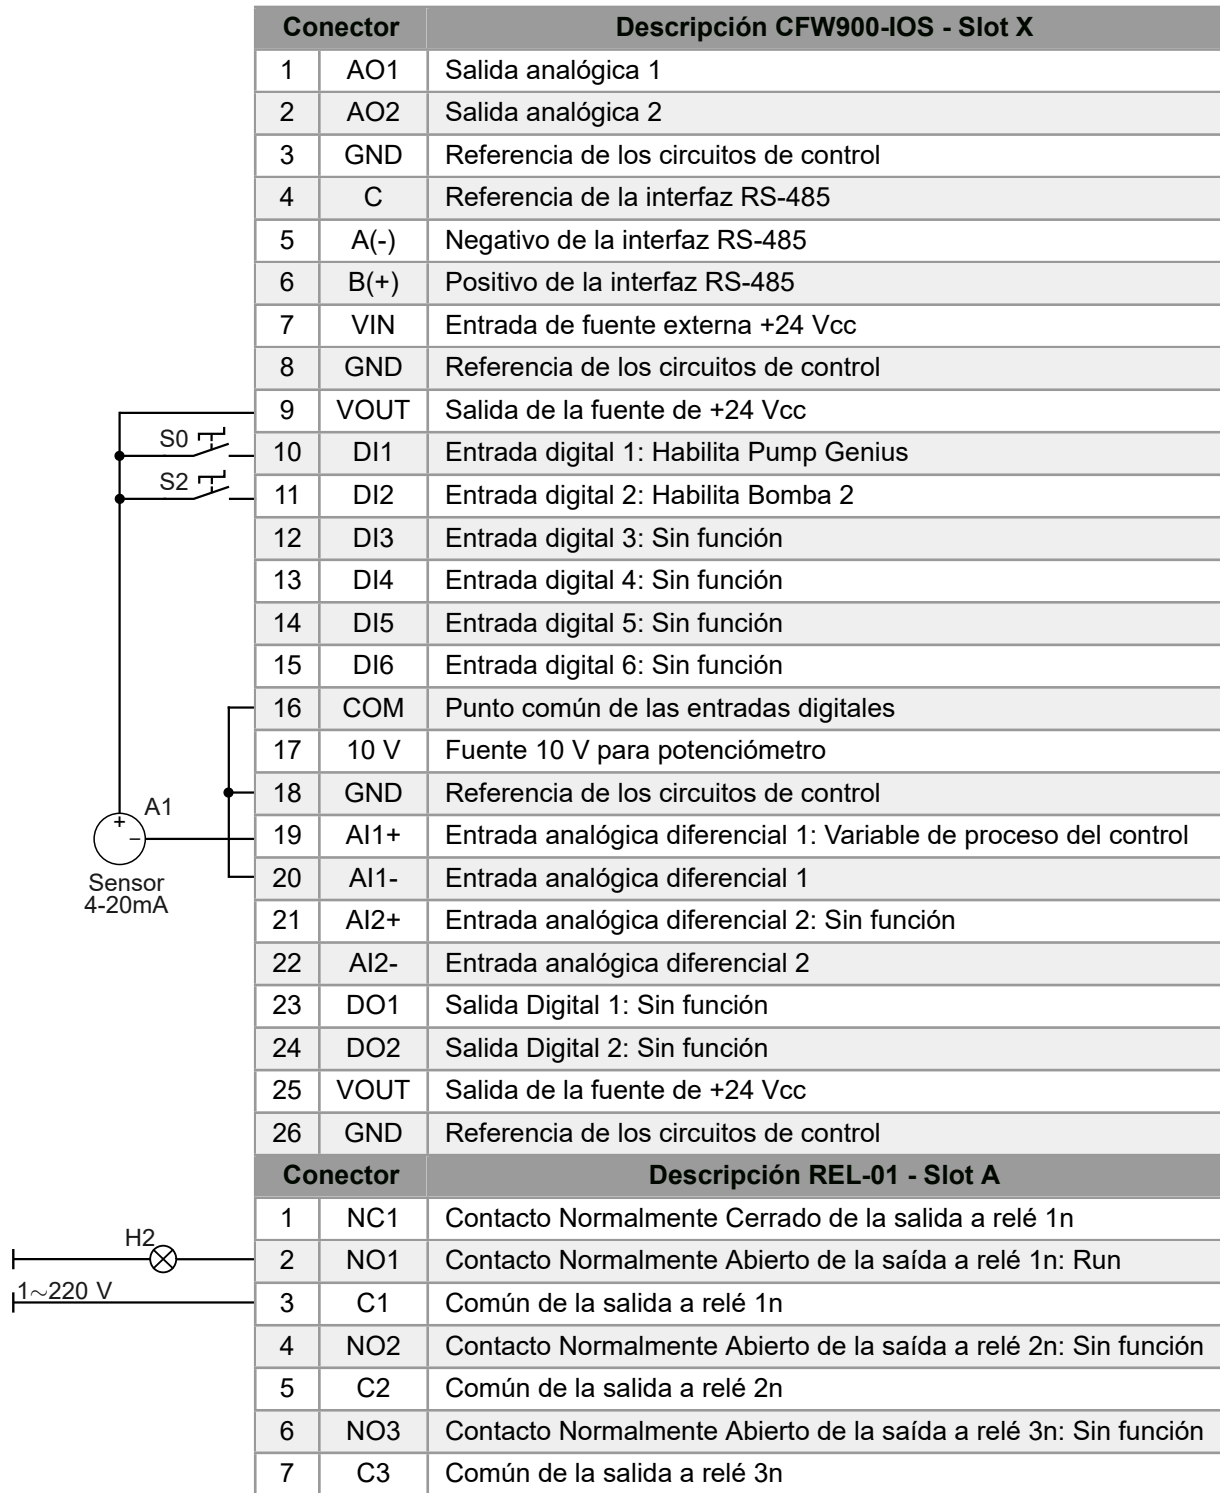 Conector Descripción CFW900-IOS - Slot X
1 AO1 Salida analógica 1
2 AO2 Salida analógica 2
3 GND Referencia de los circuitos de control
4 C Referencia de la interfaz RS-485
5 A(-) Negativo de la interfaz RS-485
6 B(+) Positivo de la interfaz RS-485
7 VIN Entrada de fuente externa +24 Vcc
8 GND Referencia de los circuitos de control
9 VOUT Salida de la fuente de +24 Vcc
S0 10 DI1 Entrada digital 1: Habilita Pump Genius
S2 11 DI2 Entrada digital 2: Habilita Bomba 2
12 DI3 Entrada digital 3: Sin función
13 DI4 Entrada digital 4: Sin función
14 DI5 Entrada digital 5: Sin función
15 DI6 Entrada digital 6: Sin función
16 COM Punto común de las entradas digitales
17 10 V Fuente 10 V para potenciómetro
18 GND Referencia de los circuitos de control
A1
+ − 19 AI1+ Entrada analógica diferencial 1: Variable de proceso del control
Sensor 20 AI1- Entrada analógica diferencial 1
4-20mA 21 AI2+ Entrada analógica diferencial 2: Sin función
22 AI2- Entrada analógica diferencial 2
23 DO1 Salida Digital 1: Sin función
24 DO2 Salida Digital 2: Sin función
25 VOUT Salida de la fuente de +24 Vcc
26 GND Referencia de los circuitos de control
Conector Descripción REL-01 - Slot A
1 NC1 Contacto Normalmente Cerrado de la salida a relé 1n
H2 2 NO1 Contacto Normalmente Abierto de la saída a relé 1n: Run
1∼220 V 3 C1 Común de la salida a relé 1n
4 NO2 Contacto Normalmente Abierto de la saída a relé 2n: Sin función
5 C2 Común de la salida a relé 2n
6 NO3 Contacto Normalmente Abierto de la saída a relé 3n: Sin función
7 C3 Común de la salida a relé 3n